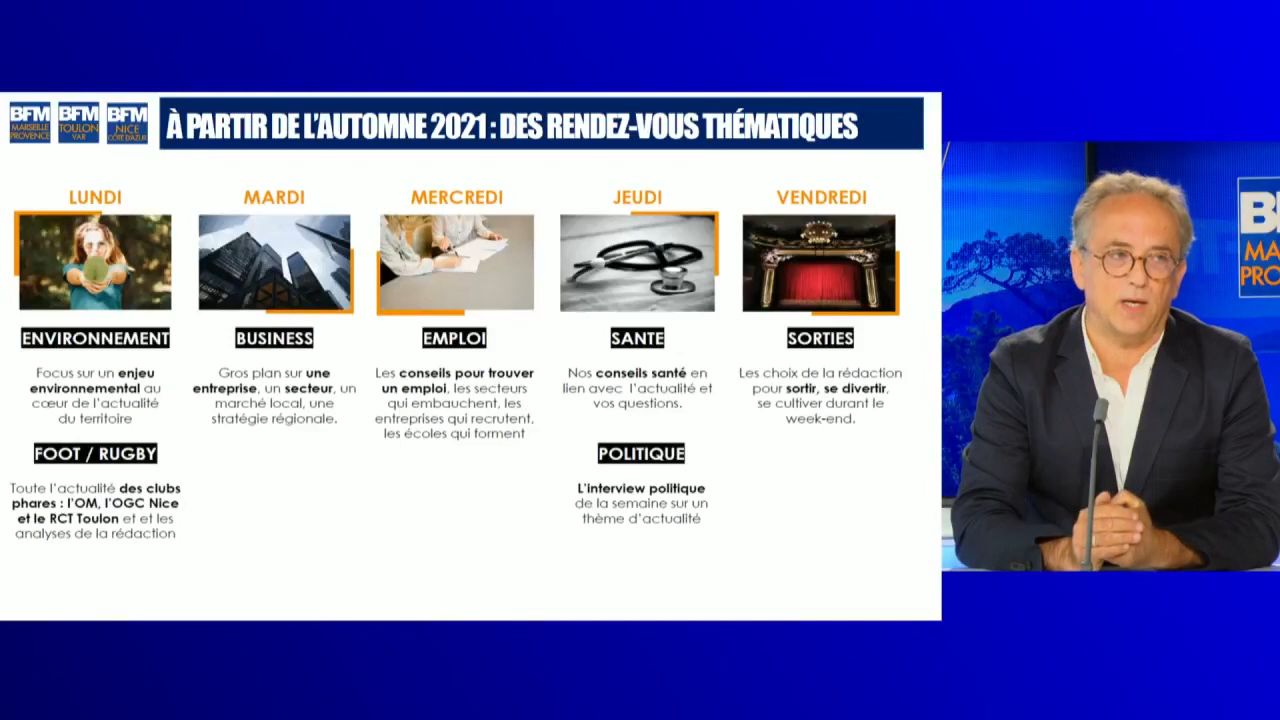 BFM
MARSEILLE
PROVENCE
BFM
TOULON
VAR
BFM
NICE
CÔTE D'AZUR
À PARTIR DE L'AUTOMNE 2021 : DES RENDEZ-VOUS THÉMATIQUES
LUNDI
ENVIRONNEMENT
Focus sur un enjeu
environnemental au
cœur de l'actualité
du territoire
FOOT / RUGBY
Toute l'actualité des clubs
phares : l'OM, l'OGC Nice
et le RCT Toulon et et les
analyses de la rédaction
MARDI
BUSINESS
Gros plan sur une
entreprise, un secteur, un
marché local, une
stratégie régionale.
MERCREDI
EMPLOI
Les conseils pour trouver
un emploi, les secteurs
qui embauchent, les
entreprises qui recrutent,
les écoles qui forment
JEUDI
SANTE
Nos conseils santé en
lien avec l'actualité et
vos questions.
POLITIQUE
L'interview politique
de la semaine sur un
thème d'actualité
VENDREDI
SORTIES
Les choix de la rédaction
pour sortir, se divertir,
se cultiver durant le
week-end.
BF
MA
PRO